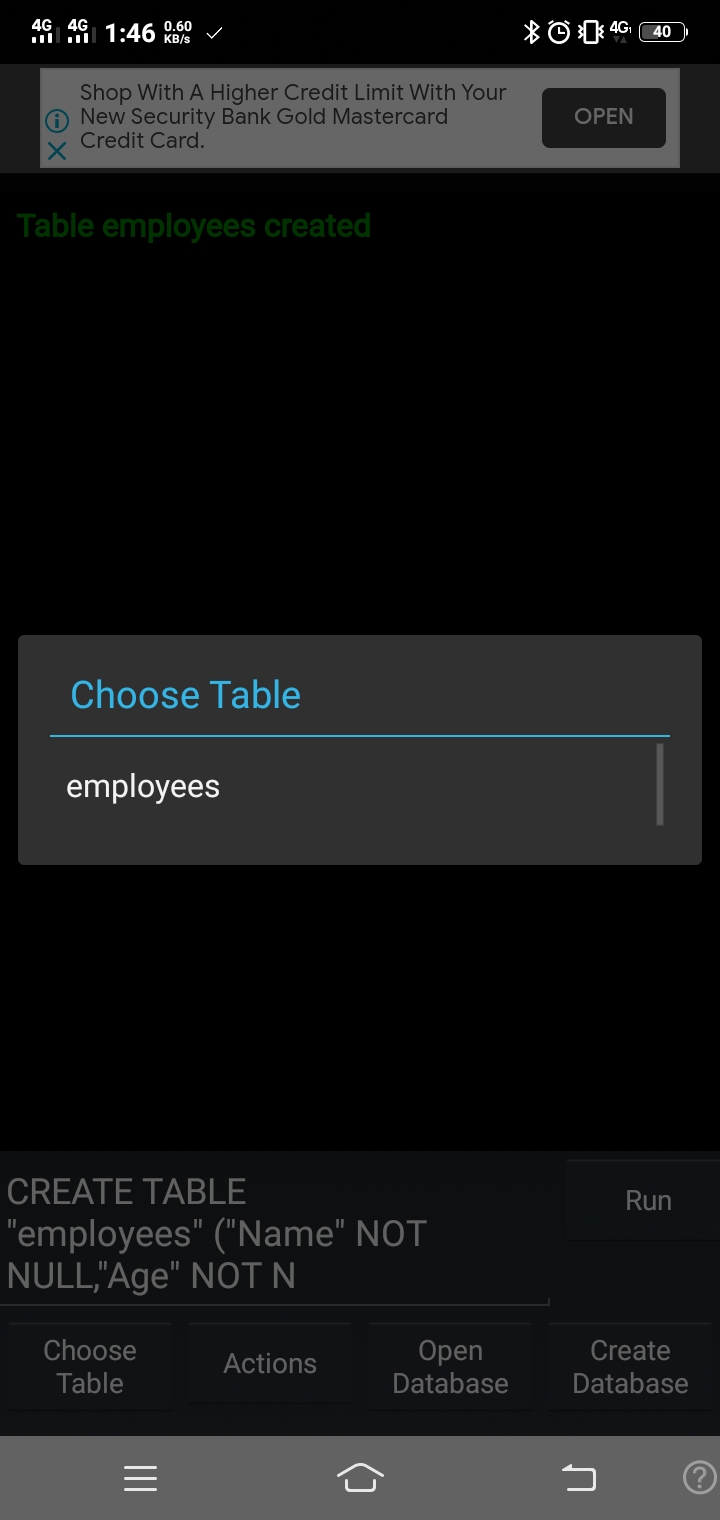 4G 4G 1:46 0.60 KB/s 4G 40
Shop With A Higher Credit Limit With Your
New Security Bank Gold Mastercard
Credit Card.
OPEN
Table employees created
Choose Table
employees
CREATE TABLE
"employees" ("Name" NOT
NULL,"Age" NOT N
Run
Choose
Table
Actions
Open
Database
Create
Database